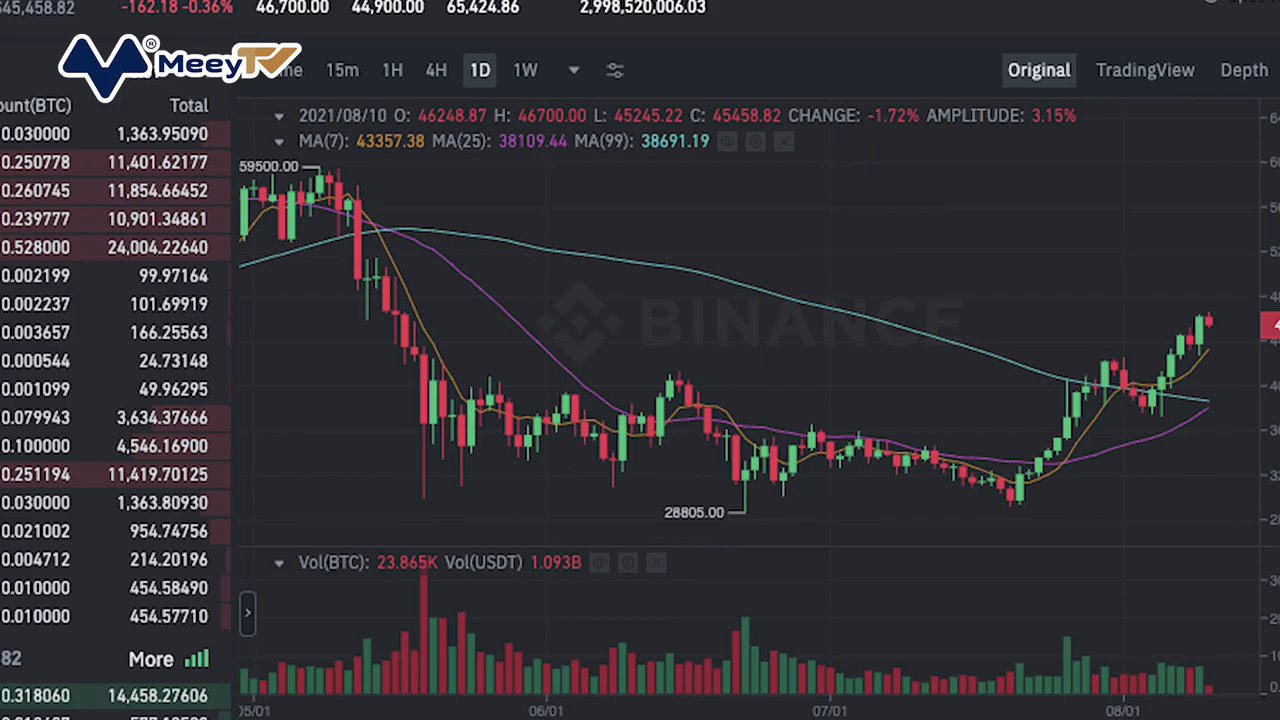 $45,458.82 -162.18 -0.36% 46,700.00 44,900.00 65,424.86 2,998,520,006.03
MeeyTV®
15m 1H 4H 1D 1W Original TradingView Depth
ount(BTC) Total
2021/08/10 O: 46248.87 H: 46700.00 L: 45245.22 C: 45458.82 CHANGE: -1.72% AMPLITUDE: 3.15%
MA(7): 43357.38 MA(25): 38109.44 MA(99): 38691.19
0.030000 1,363.95090
0.250778 11,401.62177
0.260745 11,854.66452
0.239777 10,901.34861
0.528000 24,004.22640
0.002199 99.97164
0.002237 101.69919
0.003657 166.25563
0.000544 24.73148
0.001099 49.96295
0.079943 3,634.37666
0.100000 4,546.16900
0.251194 11,419.70125
0.030000 1,363.80930
0.021002 954.74756
0.004712 214.20196
0.010000 454.58490
0.010000 454.57710
82 More
0.318060 14,458.27606
59500.00
BINANCE
28805.00
Vol(BTC): 23.865K Vol(USDT) 1.093B
05/01 06/01 07/01 08/01